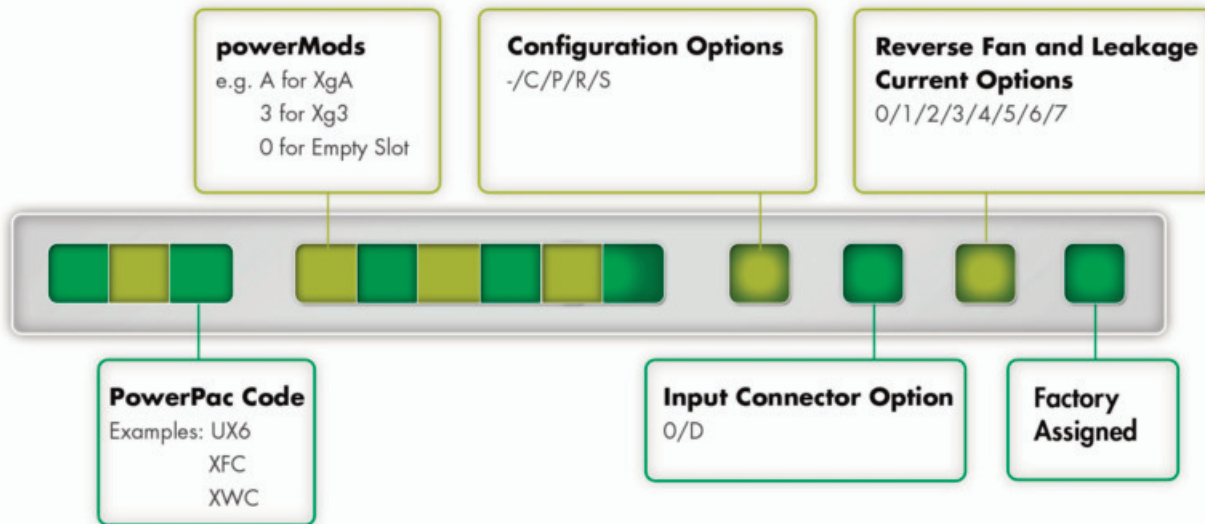 powerMods
e.g. A for XgA
3 for Xg3
0 for Empty Slot
Configuration Options
-/C/P/R/S
Reverse Fan and Leakage
Current Options
0/1/2/3/4/5/6/7
PowerPac Code
Examples: UX6
XFC
XWC
Input Connector Option
0/D
Factory
Assigned